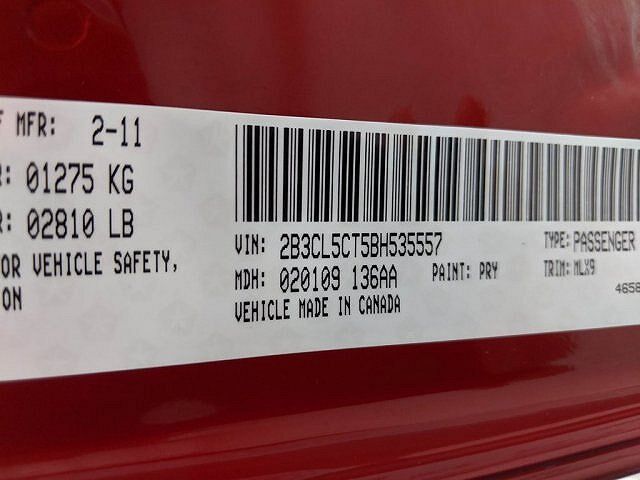 F MFR: 2-11
R: 01275 KG
R: 02810 LB
OR VEHICLE SAFETY,
ON
VIN: 2B3CL5CT5BH535557
TYPE: PASSENGER
MDH: 020109 136AA
PAINT: PRY
TRIM: MLX9
VEHICLE MADE IN CANADA
4658